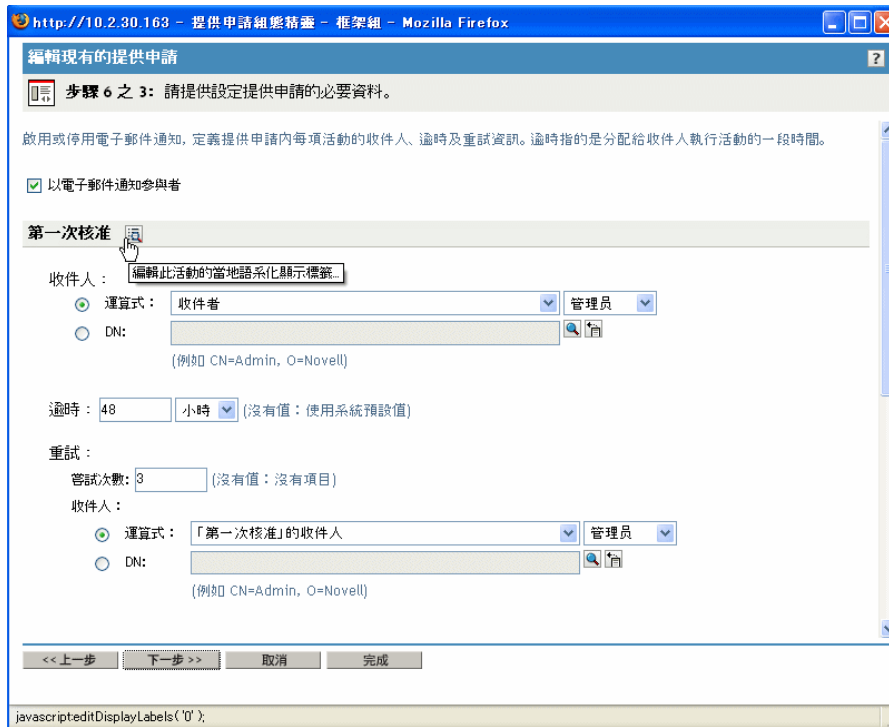 http://10.2.30.163 - 提供申請組態精靈 - 框架組 - Mozilla Firefox
編輯現有的提供申請
?
步驟 6 之 3: 請提供設定提供申請的必要資料。
啟用或停用電子郵件通知, 定義提供申請內每項活動的收件人、逾時及重試資訊。逾時指的是分配給收件人執行活動的一段時間。
以電子郵件通知參與者
第一次核准
編輯此活動的當地語系化顯示標籤...
收件人：
運算式： 收件者 管理员
DN:
(例如 CN=Admin, O=Novell)
逾時： 48 小時 (沒有值：使用系統預設值)
重試：
嘗試次數: 3 (沒有值：沒有項目)
收件人：
運算式： 「第一次核准」的收件人 管理员
DN:
(例如 CN=Admin, O=Novell)
<< 上一步 下一步 >> 取消 完成
javascript:editDisplayLabels('0');